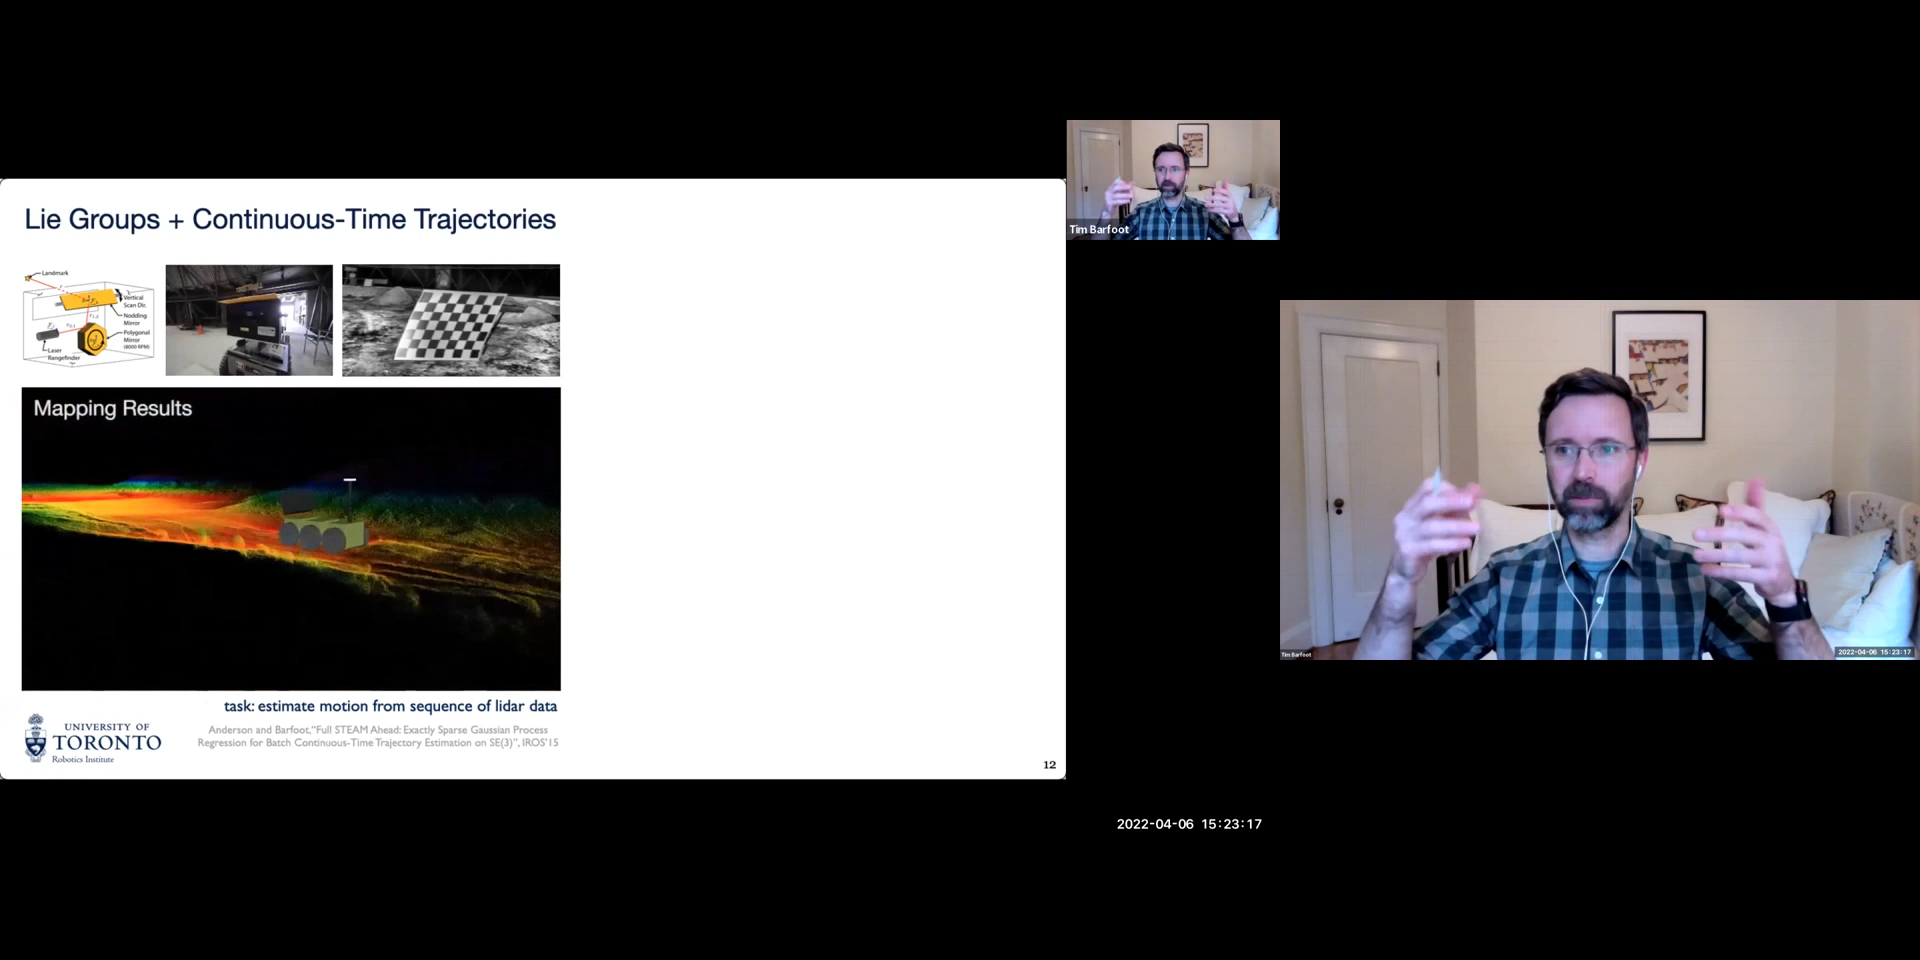 Lie Groups + Continuous-Time Trajectories
Landmark
Vertical
Scan Dir.
Nodding
Mirror
Polygonal
Mirror
(8000 RPM)
Laser
Rangefinder
Mapping Results
task: estimate motion from sequence of lidar data
Anderson and Barfoot, "Full STEAM Ahead: Exactly Sparse Gaussian Process
Regression for Batch Continuous-Time Trajectory Estimation on SE(3)", IROS'15
UNIVERSITY OF
TORONTO
Robotics Institute
12
Tim Barfoot
2022-04-06 15:23:17
Tim Barfoot
2022-04-06 15:23:17